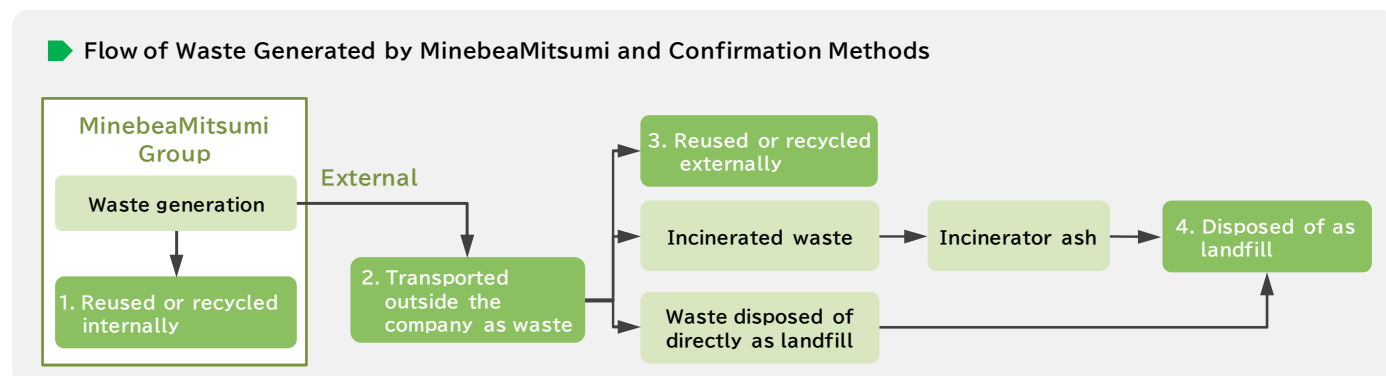 Flow of Waste Generated by MinebeaMitsumi and Confirmation Methods
MinebeaMitsumi
Group
Waste generation
1. Reused or recycled
internally
External
2. Transported
outside the
company as waste
3. Reused or recycled
externally
Incinerated waste
Incinerator ash
4. Disposed of as
landfill
Waste disposed of
directly as landfill